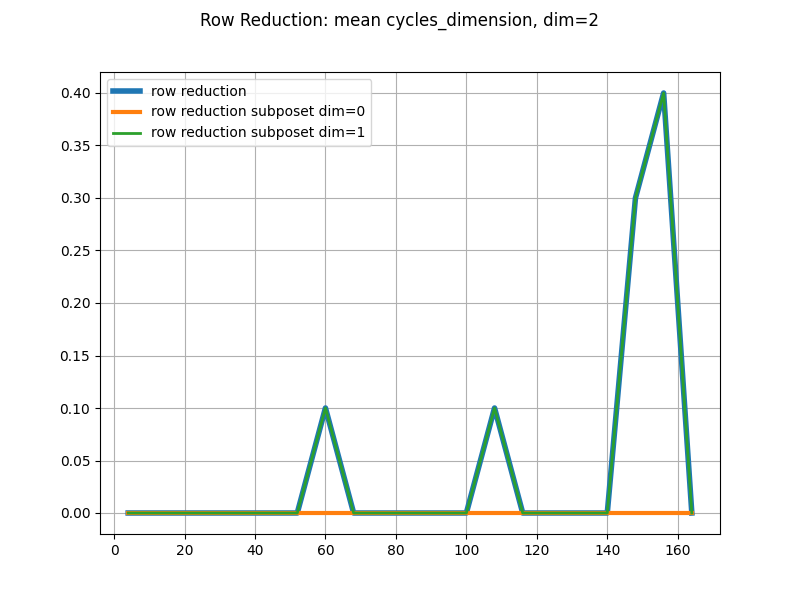 Row Reduction: mean cycles_dimension, dim=2
row reduction
row reduction subposet dim=0
row reduction subposet dim=1
0.40
0.35
0.30
0.25
0.20
0.15
0.10
0.05
0.00
0 20 40 60 80 100 120 140 160